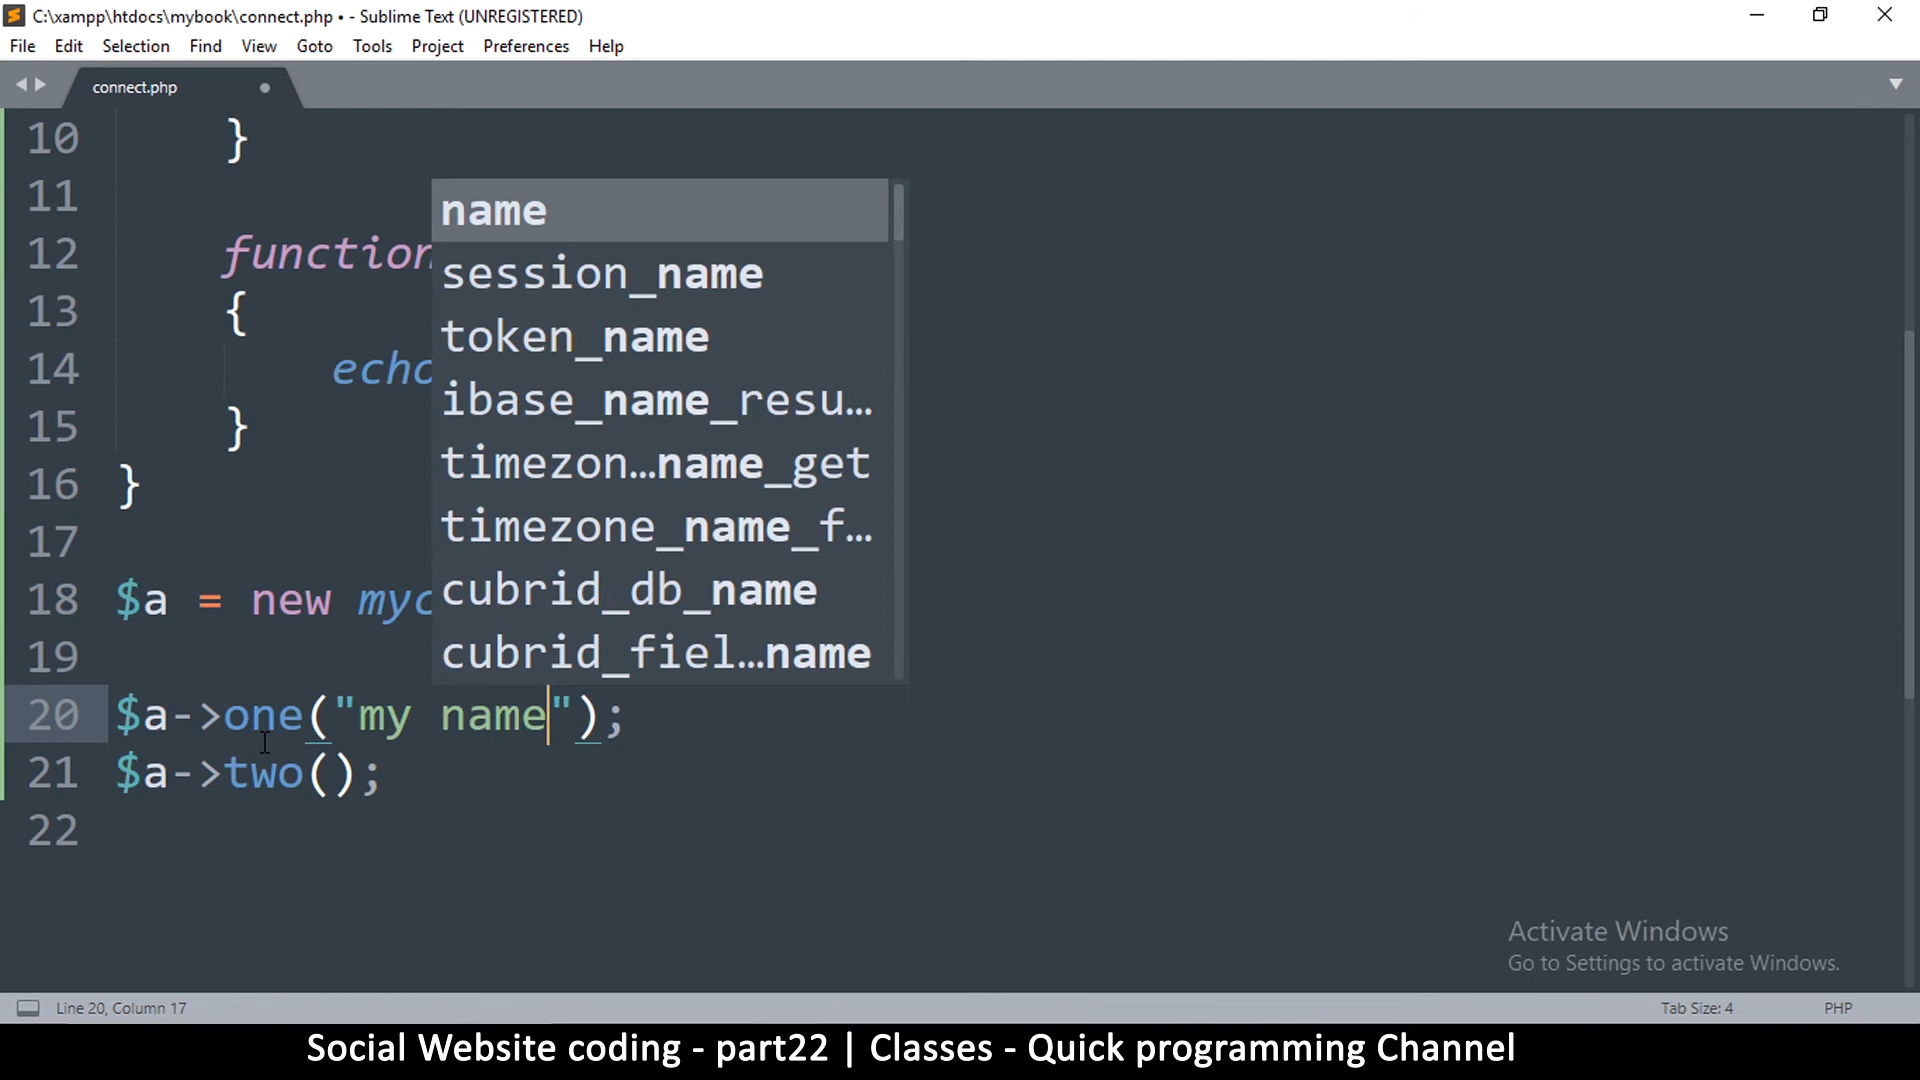 C:\xampp\htdocs\mybook\connect.php • - Sublime Text (UNREGISTERED)
File Edit Selection Find View Goto Tools Project Preferences Help
connect.php
10 }
11
name
12 function
session_name
13 {
token_name
14 echo
ibase_name_resu…
15 }
timezon…name_get
16 }
timezone_name_f…
17
18 $a = new myc
cubrid_db_name
19
cubrid_fiel…name
20 $a->one("my name");
21 $a->two();
22
Activate Windows
Go to Settings to activate Windows.
Line 20, Column 17 Tab Size: 4 PHP
Social Website coding - part22 | Classes - Quick programming Channel